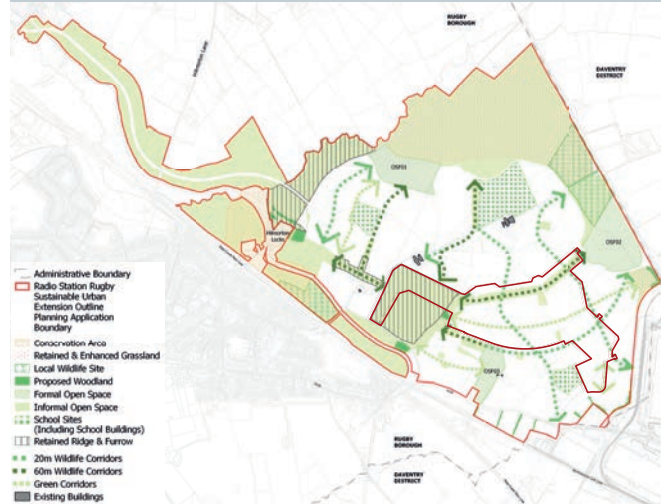 RUGBY
BOROUGH
DAVENTRY
DISTRICT
OSF01
OSF02
Hillmorton
Locks
OSF03
RUGBY
BOROUGH
DAVENTRY
DISTRICT
Administrative Boundary
Radio Station Rugby
Sustainable Urban
Extension Outline
Planning Application
Boundary
Conservation Area
Retained & Enhanced Grassland
Local Wildlife Site
Proposed Woodland
Formal Open Space
Informal Open Space
School Sites
(Including School Buildings)
Retained Ridge & Furrow
20m Wildlife Corridors
60m Wildlife Corridors
Green Corridors
Existing Buildings